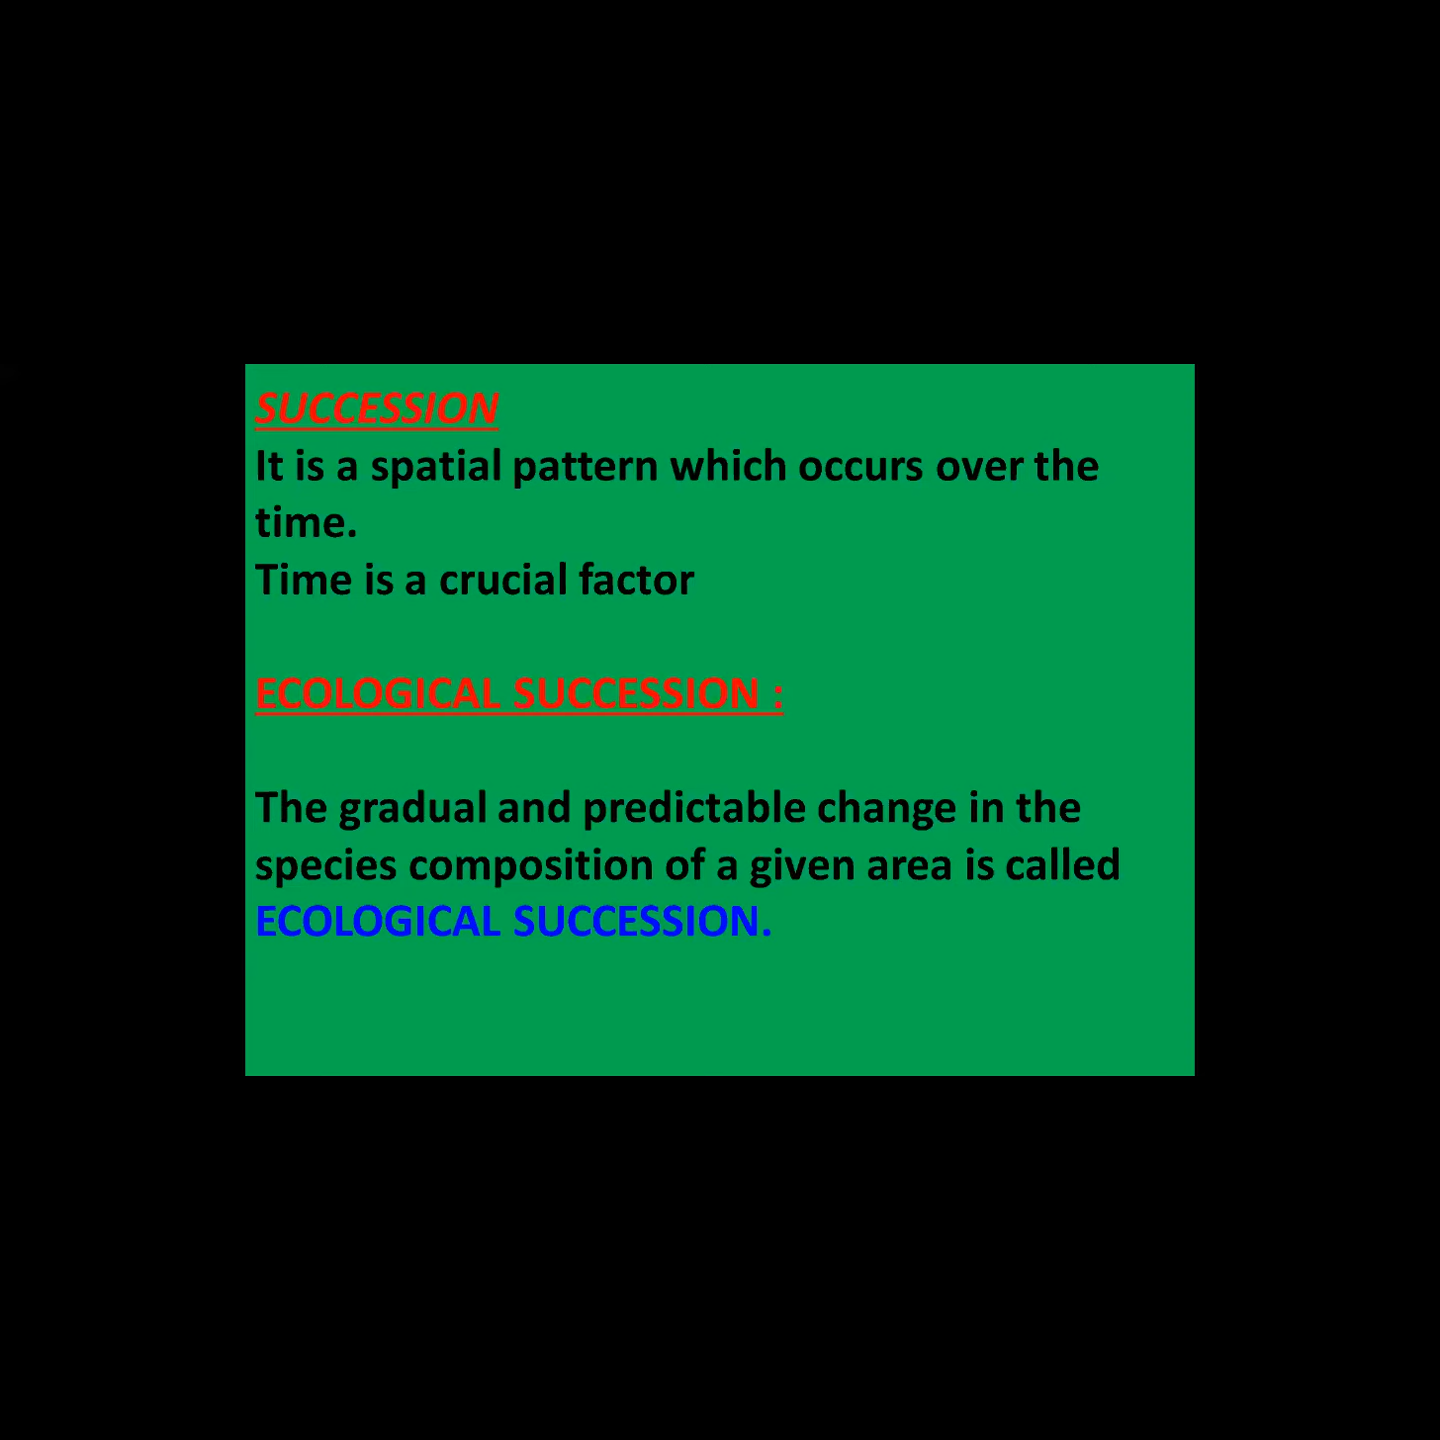 SUCCESSION
It is a spatial pattern which occurs over the
time.
Time is a crucial factor
ECOLOGICAL SUCCESSION :
The gradual and predictable change in the
species composition of a given area is called
ECOLOGICAL SUCCESSION.